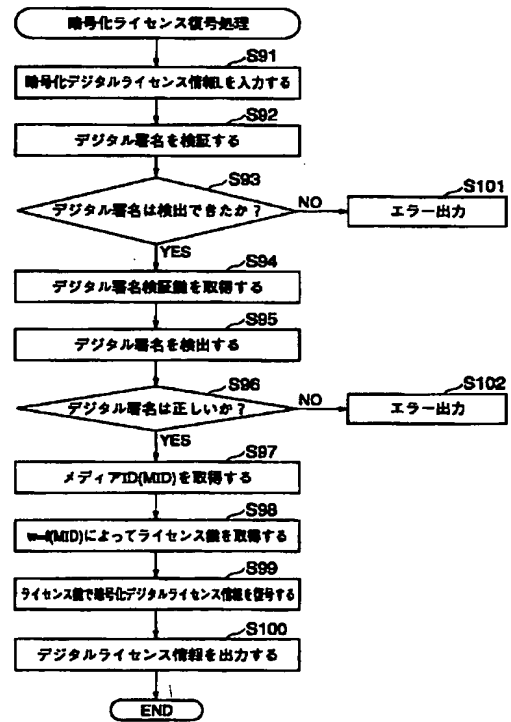 暗号化ライセンス復号処理
S91
暗号化デジタルライセンス情報Lを入力する
S92
デジタル署名を検証する
S93
デジタル署名は検出できたか？
NO
S101
エラー出力
YES
S94
デジタル署名検証鍵を取得する
S95
デジタル署名を検出する
S96
デジタル署名は正しいか？
NO
S102
エラー出力
YES
S97
メディアID(MID)を取得する
S98
w=f(MID)によってライセンス鍵を取得する
S99
ライセンス鍵で暗号化デジタルライセンス情報を復号する
S100
デジタルライセンス情報を出力する
END